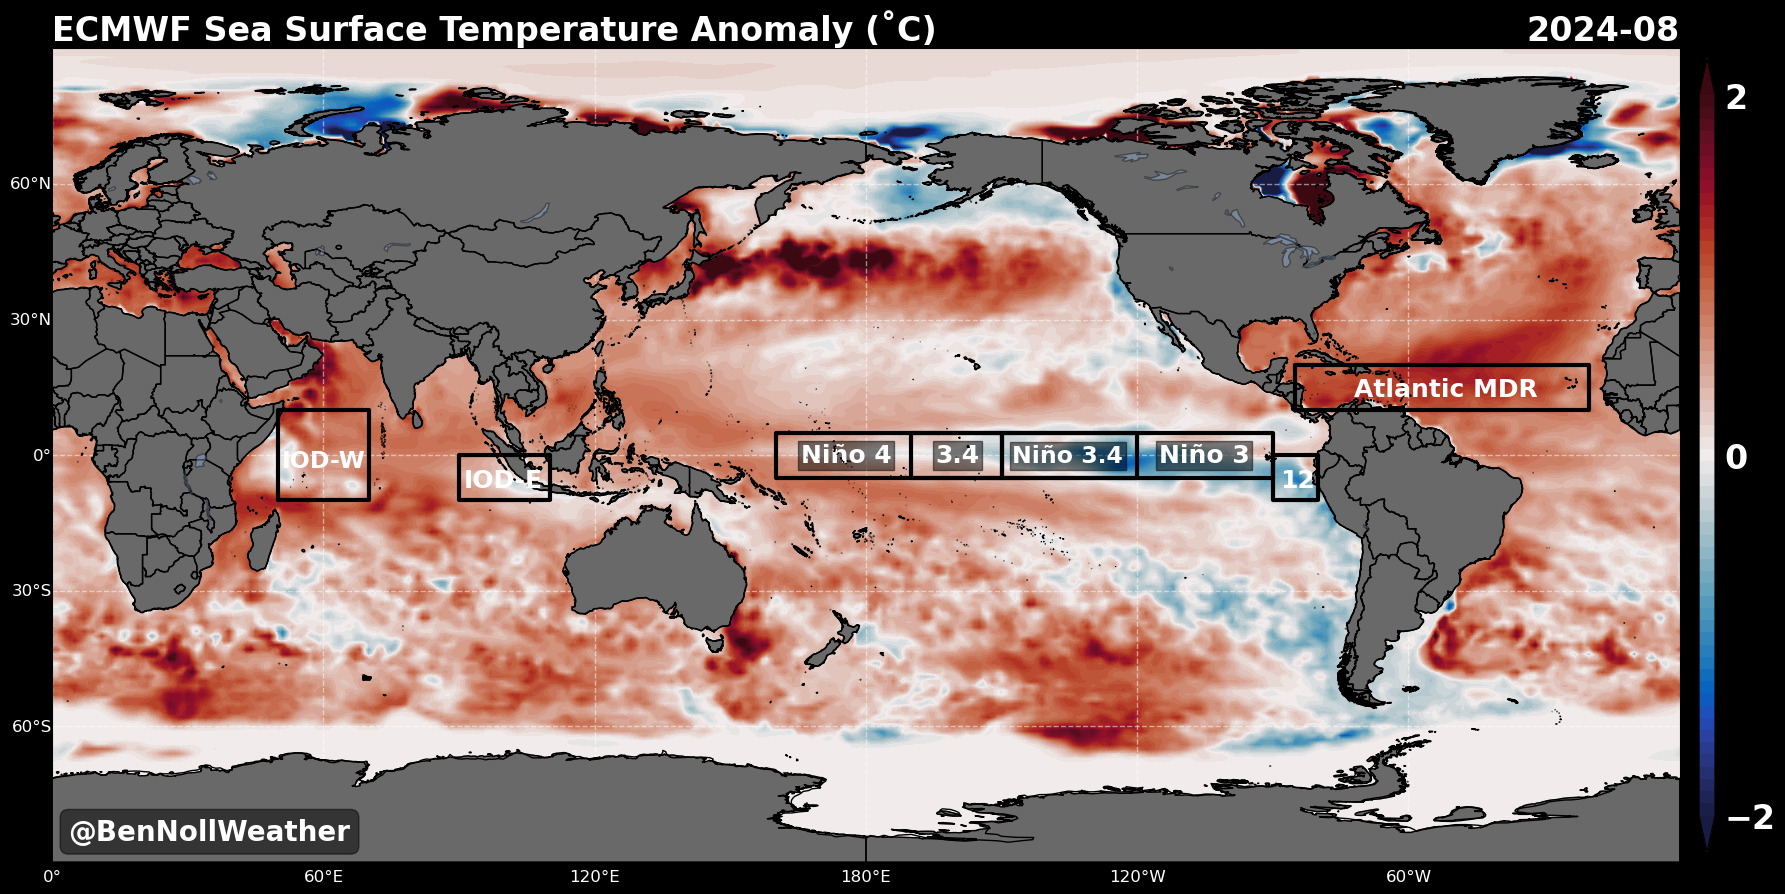 ECMWF Sea Surface Temperature Anomaly (˚C) 2024-08
2
60°N
30°N
Atlantic MDR
0° IOD-W Niño 4 3.4 Niño 3.4 Niño 3 0
IOD-E 12
30°S
60°S
−2
@BenNollWeather
0° 60°E 120°E 180°E 120°W 60°W